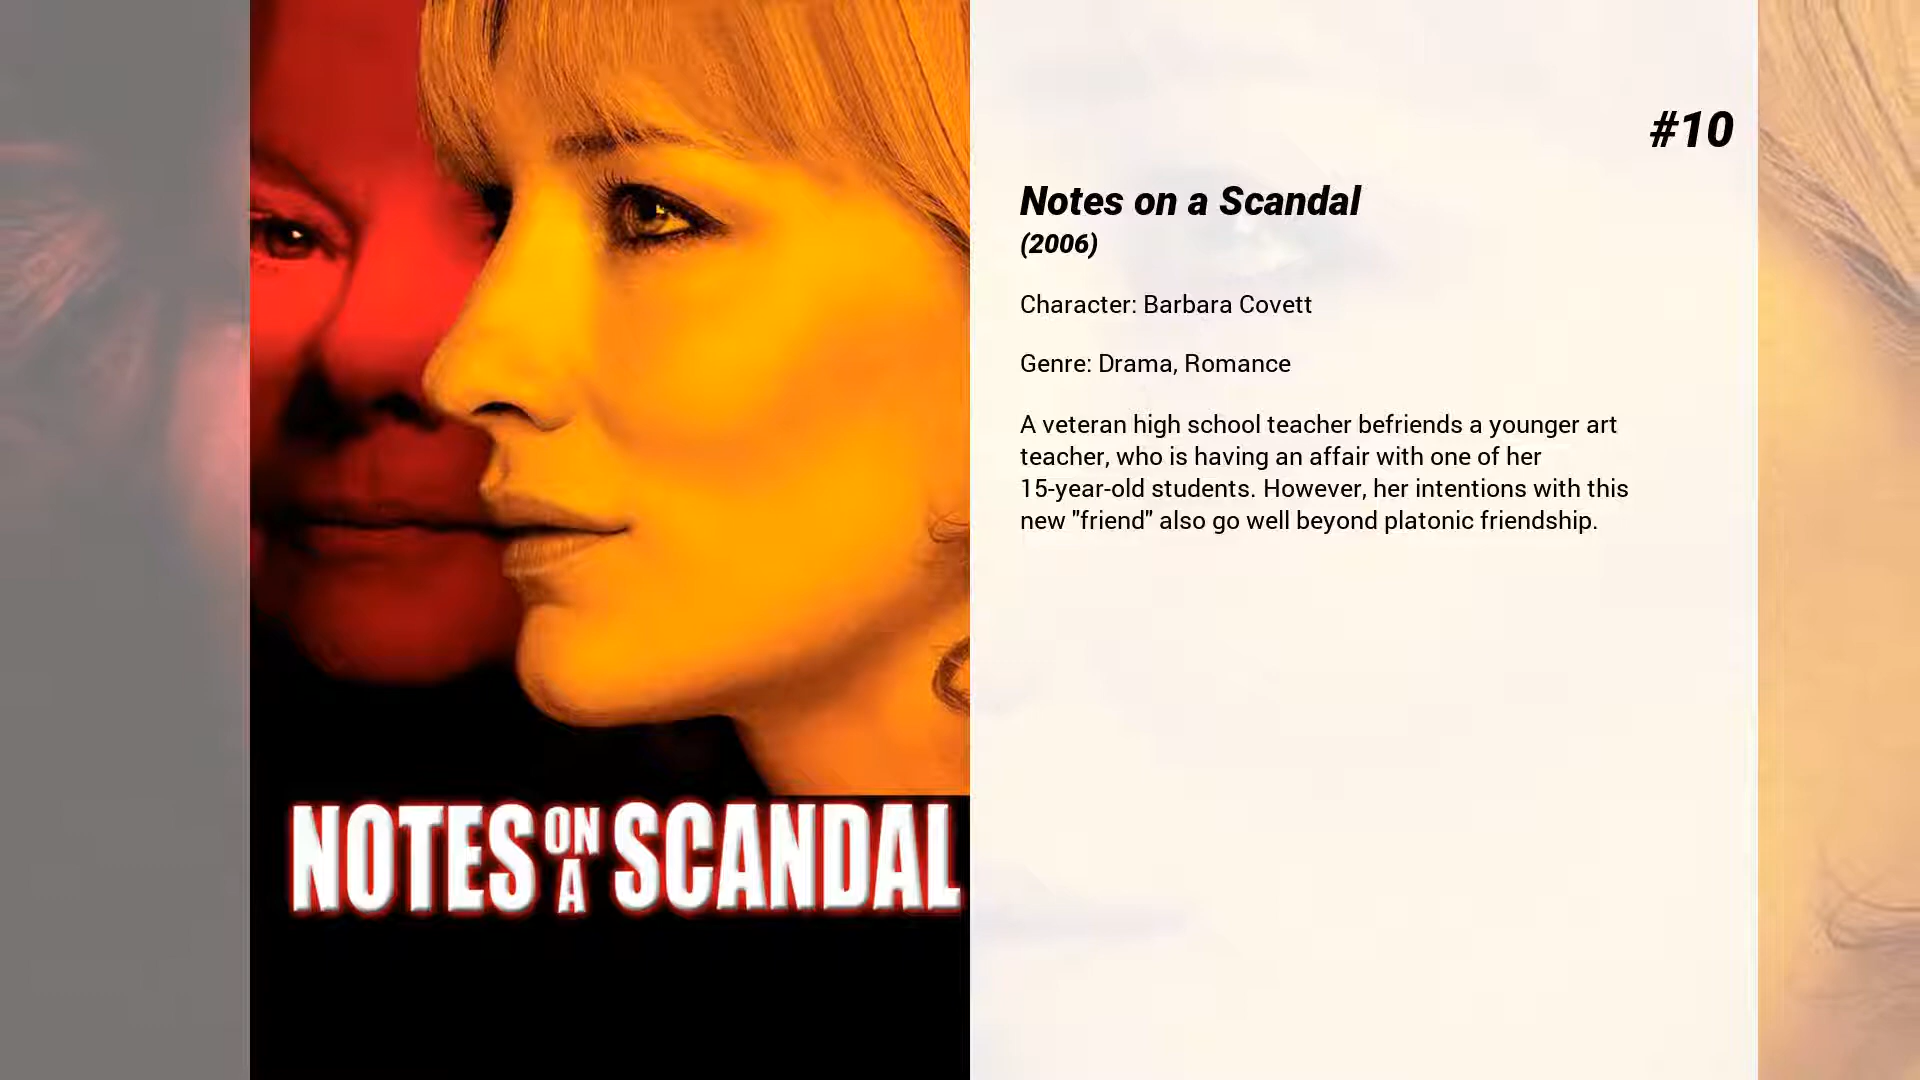 NOTES ON A SCANDAL
#10
Notes on a Scandal
(2006)
Character: Barbara Covett
Genre: Drama, Romance
A veteran high school teacher befriends a younger art
teacher, who is having an affair with one of her
15-year-old students. However, her intentions with this
new "friend" also go well beyond platonic friendship.